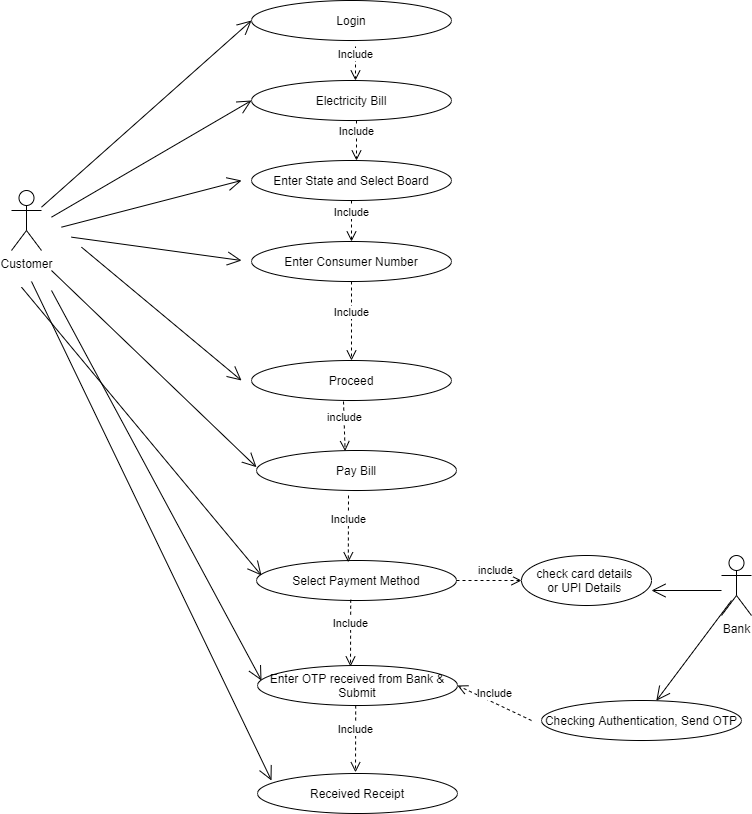 Login
Include
Electricity Bill
Include
Enter State and Select Board
Include
Customer
Enter Consumer Number
Include
Proceed
include
Pay Bill
Include
Select Payment Method
include
check card details
or UPI Details
Bank
Include
Enter OTP received from Bank &
Submit
Include
Checking Authentication, Send OTP
Include
Received Receipt